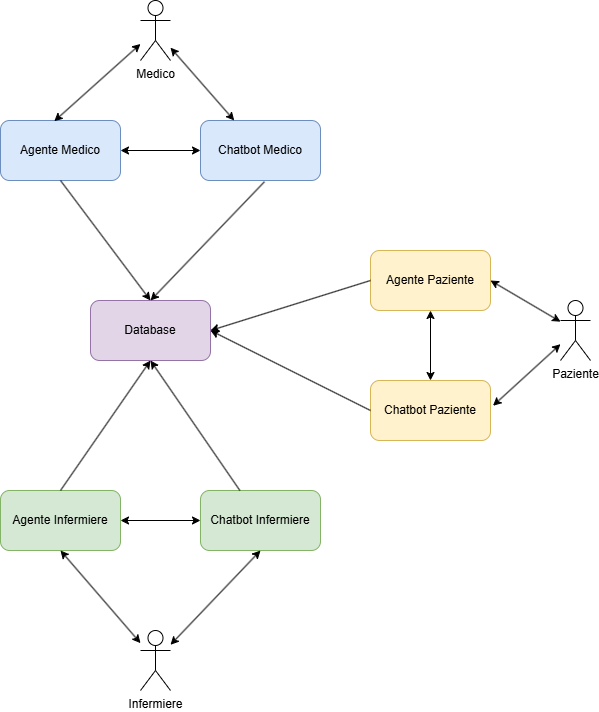 Medico
Agente Medico
Chatbot Medico
Agente Paziente
Database
Paziente
Chatbot Paziente
Agente Infermiere
Chatbot Infermiere
Infermiere